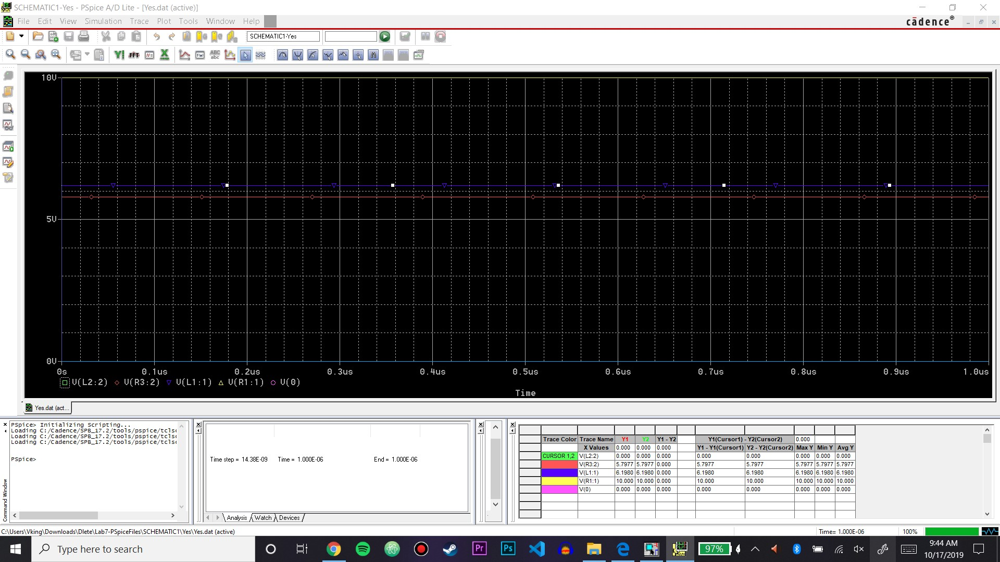 SCHEMATIC1-Yes - PSpice A/D Lite - [Yes.dat (active)]
File Edit View Simulation Trace Plot Tools Window Help
cādence®
SCHEMATIC1-Yes
FFT
ABC
abc
10V
5V
0V
0s 0.1us 0.2us 0.3us 0.4us 0.5us 0.6us 0.7us 0.8us 0.9us 1.0us
V(L2:2) V(R3:2) V(L1:1) V(R1:1) V(0)
Time
Yes.dat (act...
PSpice> Initializing Scripting...
Loading C:/Cadence/SPB_17.2/tools/pspice/tclsc
Loading C:/Cadence/SPB_17.2/tools/pspice/tclsc
Loading C:/Cadence/SPB_17.2/tools/pspice/tclsc
PSpice>
Command Window
Time step = 14.38E-09 Time = 1.000E-06 End = 1.000E-06
Analysis Watch Devices
Trace Color Trace Name Y1 Y2 Y1 - Y2 Y1(Cursor1) - Y2(Cursor2) 0.000
X Values 0.000 0.000 0.000 Y1 - Y1(Cursor1) Y2 - Y2(Cursor2) Max Y Min Y Avg Y
CURSOR 1,2 V(L2:2) 0.000 0.000 0.000 0.000 0.000 0.000 0.000 0.000
V(R3:2) 5.7977 5.7977 0.000 5.7977 5.7977 5.7977 5.7977 5.7977
V(L1:1) 6.1980 6.1980 0.000 6.1980 6.1980 6.1980 6.1980 6.1980
V(R1:1) 10.000 10.000 0.000 10.000 10.000 10.000 10.000 10.000
V(0) 0.000 0.000 0.000 0.000 0.000 0.000 0.000 0.000
C:\Users\Vking\Downloads\Dlete\Lab7-PSpiceFiles\SCHEMATIC1\Yes\Yes.dat (active)
Time= 1.000E-06 100%
Type here to search
Pr
Ps
97%
9:44 AM
10/17/2019